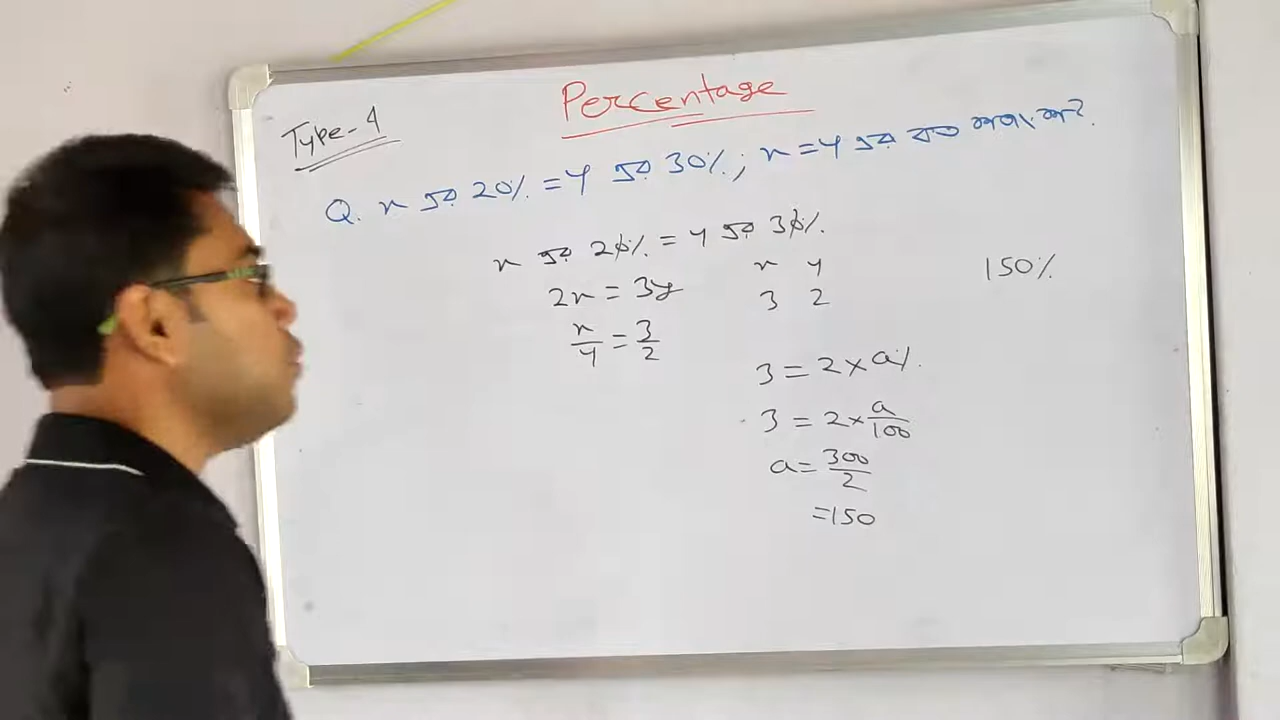 Percentage
Type-4
Q. x এর 20% = y এর 30%; x = y এর কত শতাংশ?
x এর 20% = y এর 30%
2x = 3y
x/y = 3/2
x y
3 2
3 = 2 × a%
3 = 2 × a/100
a = 300/2
= 150
150%